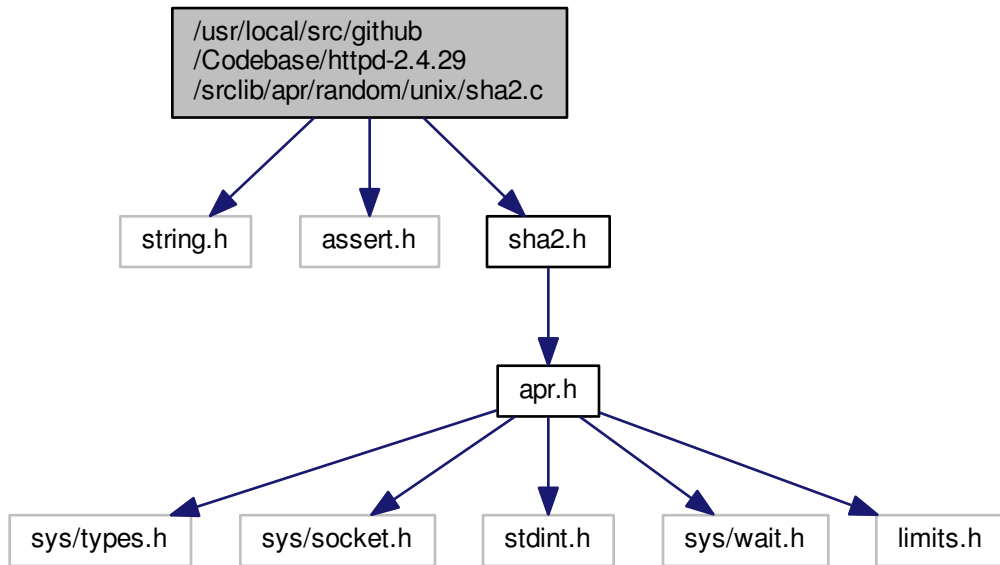 /usr/local/src/github
/Codebase/httpd-2.4.29
/srclib/apr/random/unix/sha2.c
string.h
assert.h
sha2.h
apr.h
sys/types.h
sys/socket.h
stdint.h
sys/wait.h
limits.h